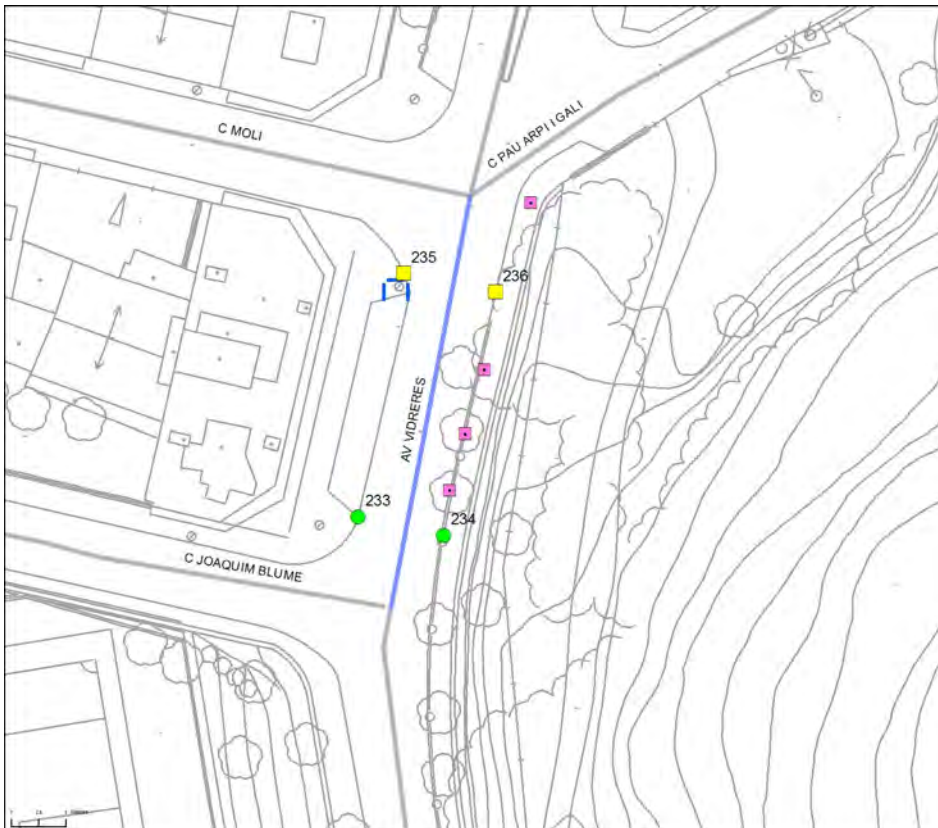 C MOLI
C PAU ARPI I GALI
235
236
AV VIDRERES
233
234
C JOAQUIM BLUME